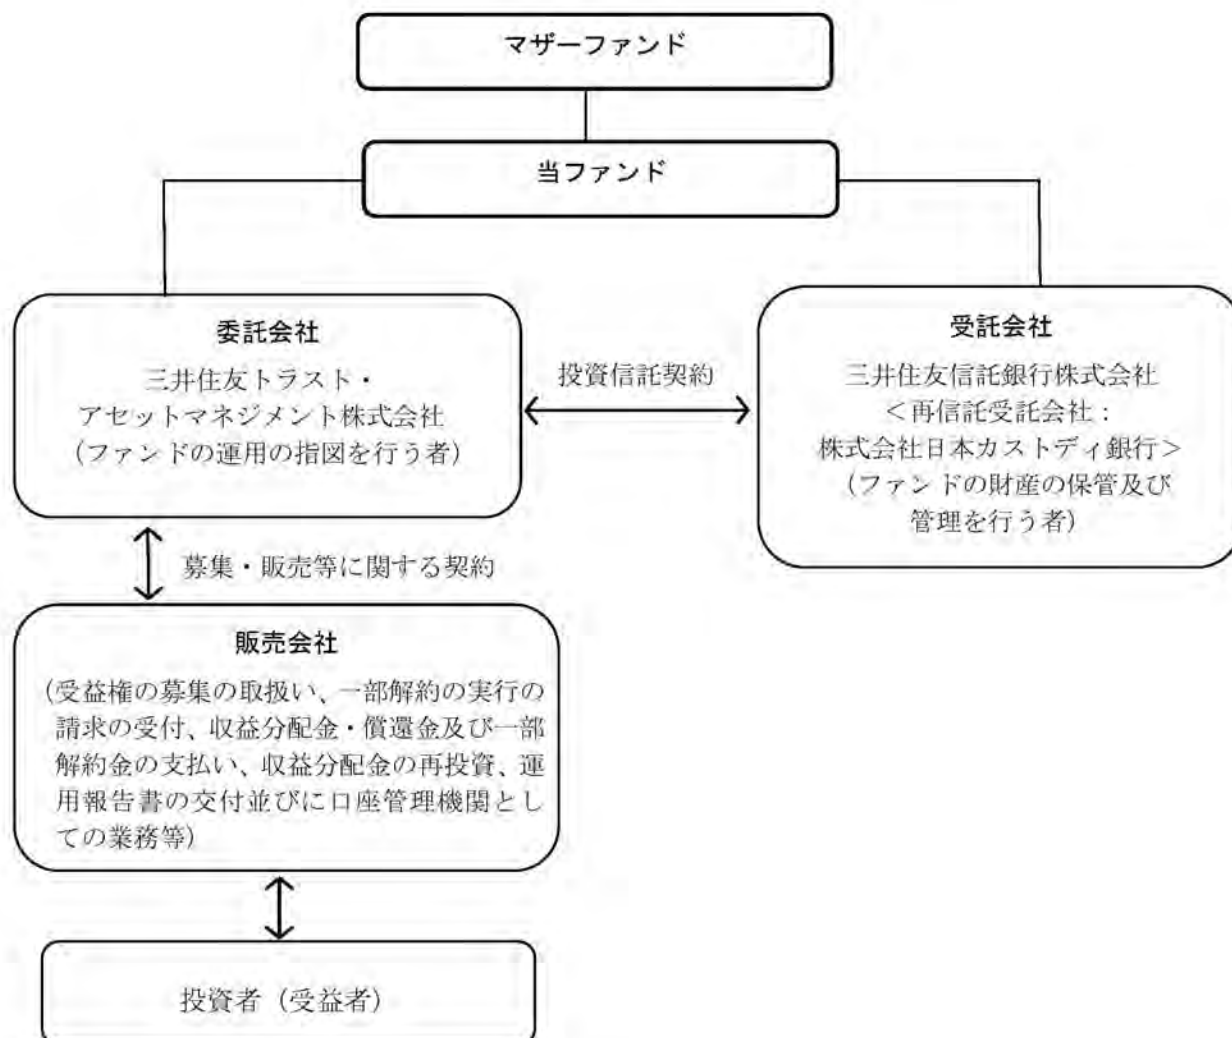 マザーファンド
当ファンド
委託会社
三井住友トラスト・
アセットマネジメント株式会社
(ファンドの運用の指図を行う者)
投資信託契約
受託会社
三井住友信託銀行株式会社
<再信託受託会社:
株式会社日本カストディ銀行>
(ファンドの財産の保管及び
管理を行う者)
募集・販売等に関する契約
販売会社
(受益権の募集の取扱い、一部解約の実行の
請求の受付、収益分配金・償還金及び一部
解約金の支払い、収益分配金の再投資、運
用報告書の交付並びに口座管理機関とし
ての業務等)
投資者(受益者)